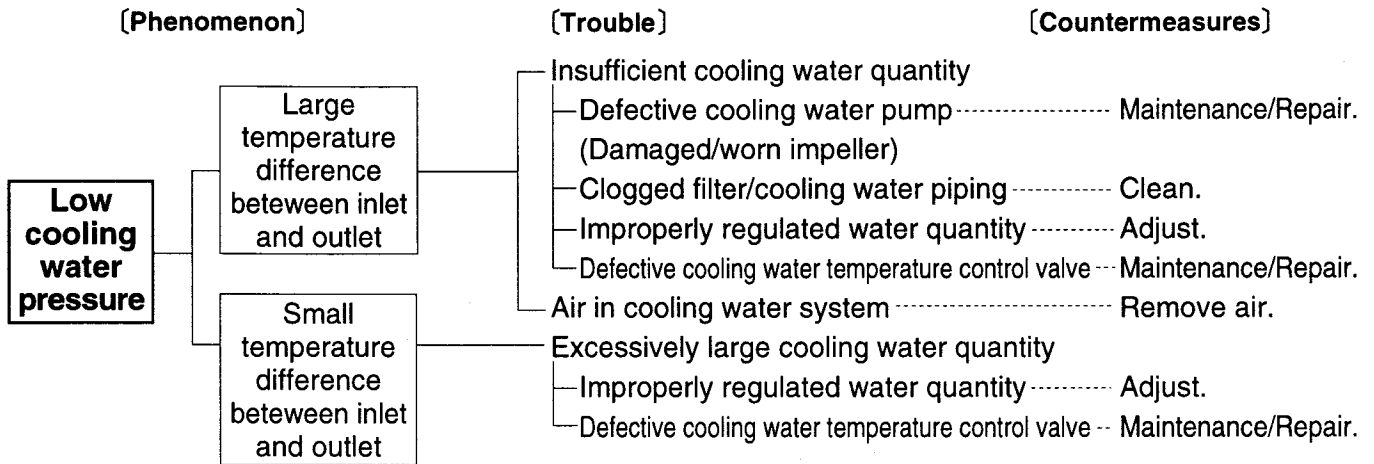 〔Phenomenon〕 〔Trouble〕 〔Countermeasures〕
Low
cooling
water
pressure
Large
temperature
difference
beteween inlet
and outlet
Insufficient cooling water quantity
Defective cooling water pump Maintenance/Repair.
(Damaged/worn impeller)
Clogged filter/cooling water piping Clean.
Improperly regulated water quantity Adjust.
Defective cooling water temperature control valve Maintenance/Repair.
Air in cooling water system Remove air.
Small
temperature
difference
beteween inlet
and outlet
Excessively large cooling water quantity
Improperly regulated water quantity Adjust.
Defective cooling water temperature control valve Maintenance/Repair.